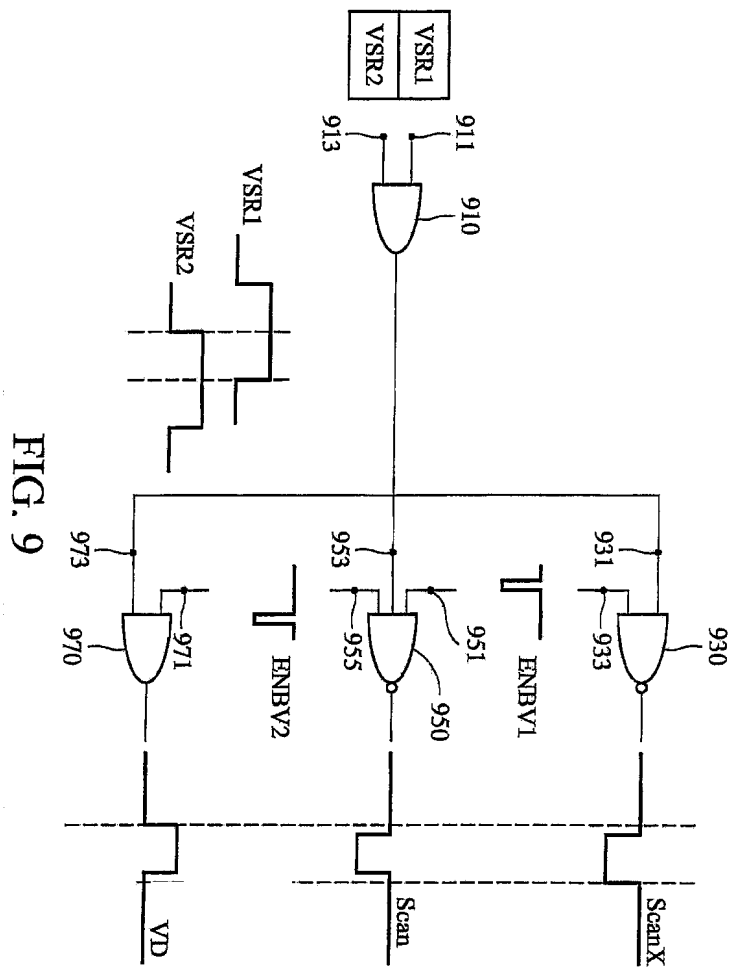 VSR1
VSR2
911
913
910
VSR1
VSR2
931
933
930
ScanX
ENBV1
951
953
955
950
Scan
ENBV2
971
973
970
VD
FIG. 9